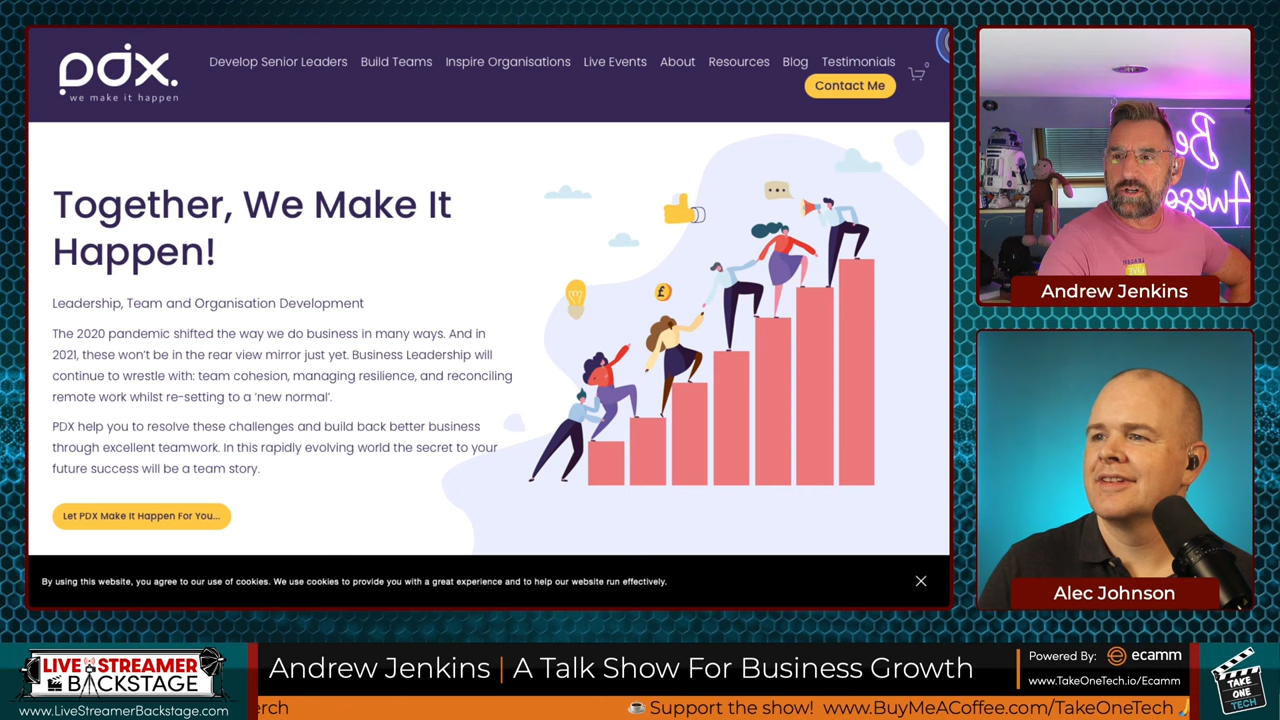 pdx.
we make it happen
Develop Senior Leaders Build Teams Inspire Organisations Live Events About Resources Blog Testimonials
0
Contact Me
Together, We Make It
Happen!
Leadership, Team and Organisation Development
The 2020 pandemic shifted the way we do business in many ways. And in
2021, these won't be in the rear view mirror just yet. Business Leadership will
continue to wrestle with: team cohesion, managing resilience, and reconciling
remote work whilst re-setting to a 'new normal'.
PDX help you to resolve these challenges and build back better business
through excellent teamwork. In this rapidly evolving world the secret to your
future success will be a team story.
Let PDX Make It Happen For You...
£
By using this website, you agree to our use of cookies. We use cookies to provide you with a great experience and to help our website run effectively.
Be
Awes
Andrew Jenkins
Alec Johnson
LIVE STREAMER
BACKSTAGE
www.LiveStreamerBackstage.com
Andrew Jenkins | A Talk Show For Business Growth
Powered By: ecamm
www.TakeOneTech.io/Ecamm
erch
Support the show! www.BuyMeACoffee.com/TakeOneTech
TAKE
ONE
TECH